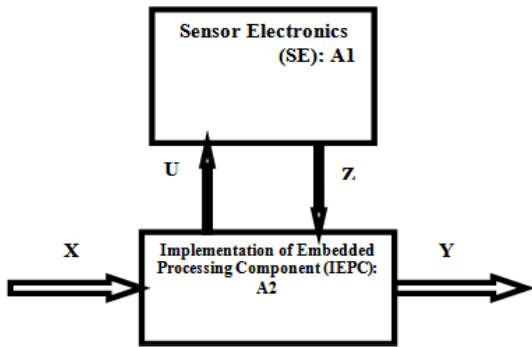 Sensor Electronics
(SE): A1
U
Z
X
Implementation of Embedded
Processing Component (IEPC):
A2
Y